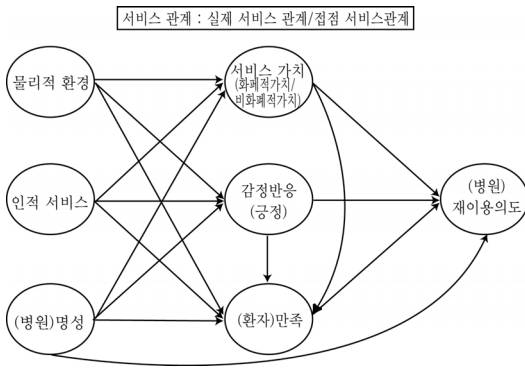 서비스 관계 : 실제 서비스 관계/접점 서비스관계
물리적 환경
서비스 가치
(화폐적가치/
비화폐적가치)
인적 서비스
감정반응
(긍정)
(병원)
재이용의도
(병원)명성
(환자)만족